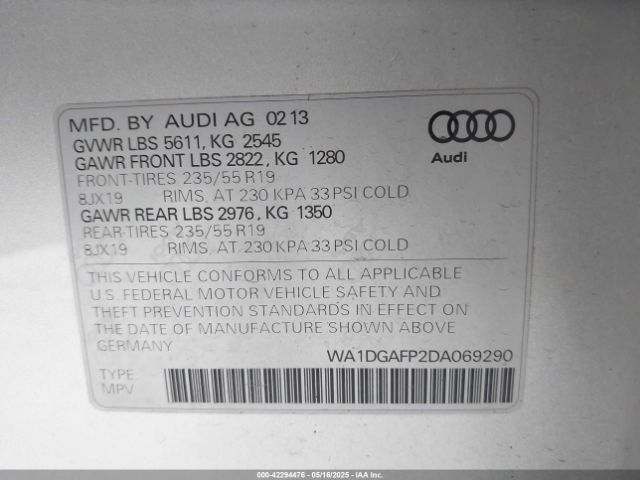 MFD. BY AUDI AG 02 13
GVWR LBS 5611, KG 2545
GAWR FRONT LBS 2822, KG 1280
FRONT-TIRES 235/55 R19
8JX19 RIMS, AT 230 KPA 33 PSI COLD
GAWR REAR LBS 2976, KG 1350
REAR-TIRES 235/55 R19
8JX19 RIMS, AT 230 KPA 33 PSI COLD
Audi
THIS VEHICLE CONFORMS TO ALL APPLICABLE
U.S. FEDERAL MOTOR VEHICLE SAFETY AND
THEFT PREVENTION STANDARDS IN EFFECT ON
THE DATE OF MANUFACTURE SHOWN ABOVE
GERMANY
WA1DGAFP2DA069290
TYPE:
MPV
000-42294476 - 05/16/2025 - IAA Inc.